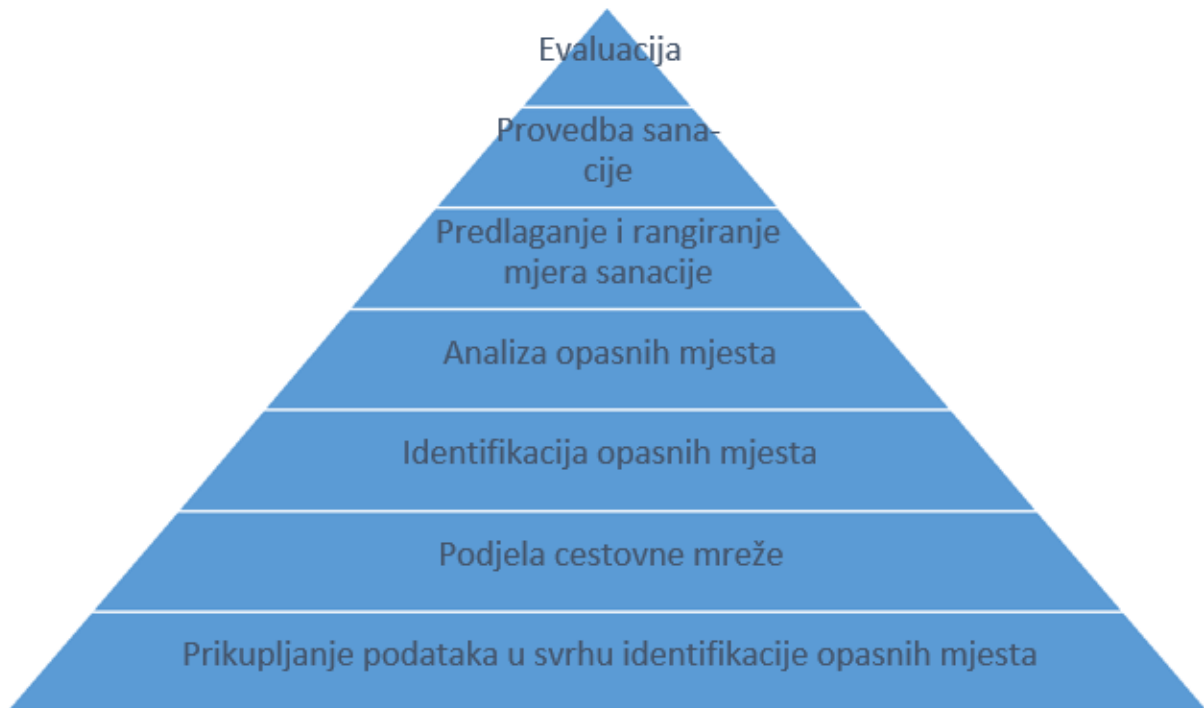 Evaluacija
Provedba sana-
cije
Predlaganje i rangiranje
mjera sanacije
Analiza opasnih mjesta
Identifikacija opasnih mjesta
Podjela cestovne mreže
Prikupljanje podataka u svrhu identifikacije opasnih mjesta